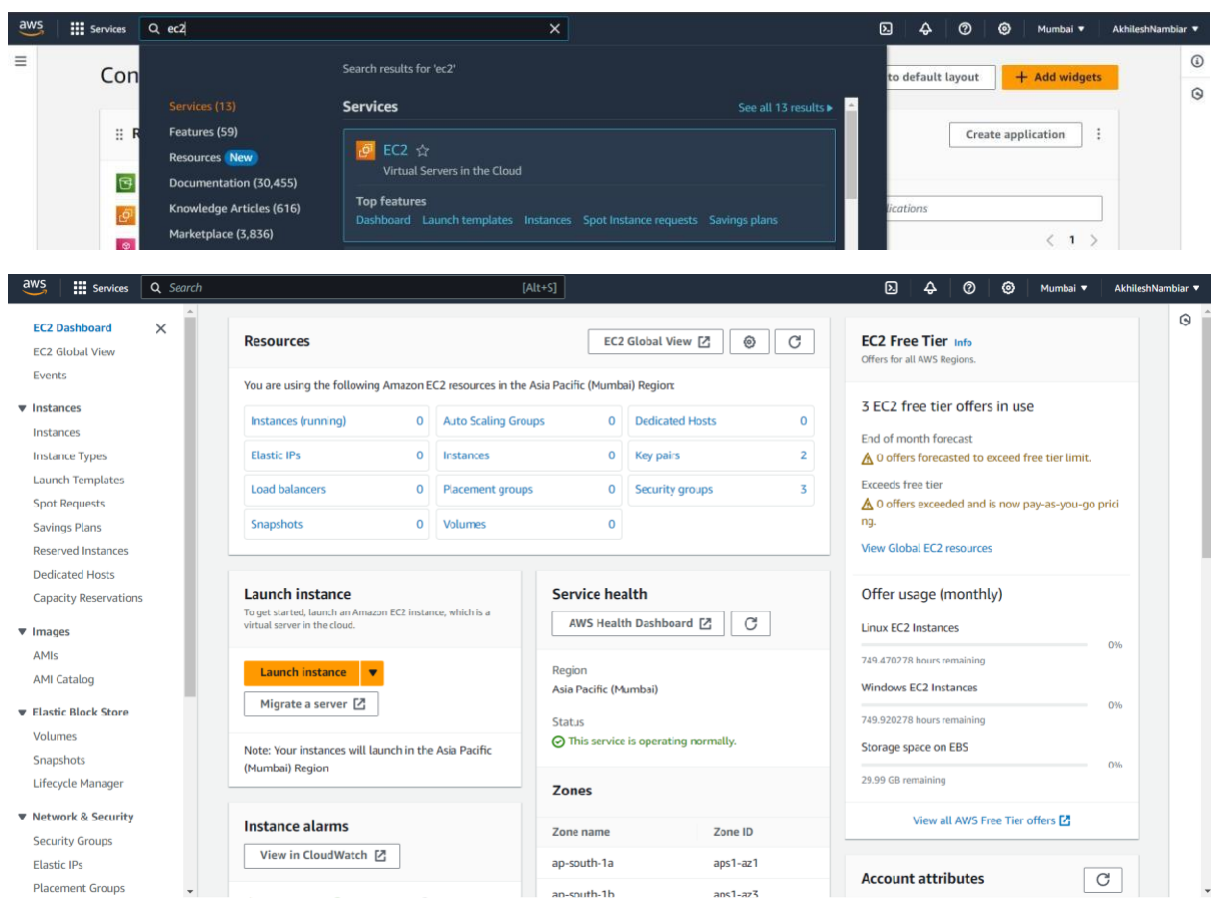 aws
Services
ec2
Mumbai
AkhileshNambiar
Con
Search results for 'ec2'
to default layout
+ Add widgets
Services (13)
Features (59)
Resources New
Documentation (30,455)
Knowledge Articles (616)
Marketplace (3,836)
Services
See all 13 results
EC2
Virtual Servers in the Cloud
Top features
Dashboard Launch templates Instances Spot Instance requests Savings plans
R
Create application
lications
1
aws
Services
Search
[Alt+S]
Mumbai
AkhileshNambiar
EC2 Dashboard
EC2 Global View
Events
Instances
Instances
Instance Types
Launch Templates
Spot Requests
Savings Plans
Reserved Instances
Dedicated Hosts
Capacity Reservations
Images
AMIs
AMI Catalog
Elastic Block Store
Volumes
Snapshots
Lifecycle Manager
Network & Security
Security Groups
Elastic IPs
Placement Groups
Resources
EC2 Global View
You are using the following Amazon EC2 resources in the Asia Pacific (Mumbai) Region:
Instances (running) 0
Auto Scaling Groups 0
Dedicated Hosts 0
Elastic IPs 0
Instances 0
Key pairs 2
Load balancers 0
Placement groups 0
Security groups 3
Snapshots 0
Volumes 0
Launch instance
To get started, launch an Amazon EC2 instance, which is a
virtual server in the cloud.
Launch instance
Migrate a server
Note: Your instances will launch in the Asia Pacific
(Mumbai) Region
Instance alarms
View in CloudWatch
Service health
AWS Health Dashboard
Region
Asia Pacific (Mumbai)
Status
This service is operating normally.
Zones
Zone name Zone ID
ap-south-1a aps1-az1
ap-south-1b aps1-az3
EC2 Free Tier Info
Offers for all AWS Regions.
3 EC2 free tier offers in use
End of month forecast
0 offers forecasted to exceed free tier limit.
Exceeds free tier
0 offers exceeded and is now pay-as-you-go prici
ng.
View Global EC2 resources
Offer usage (monthly)
Linux EC2 Instances
0%
749.470278 hours remaining
Windows EC2 Instances
0%
749.920278 hours remaining
Storage space on EBS
0%
29.99 GB remaining
View all AWS Free Tier offers
Account attributes